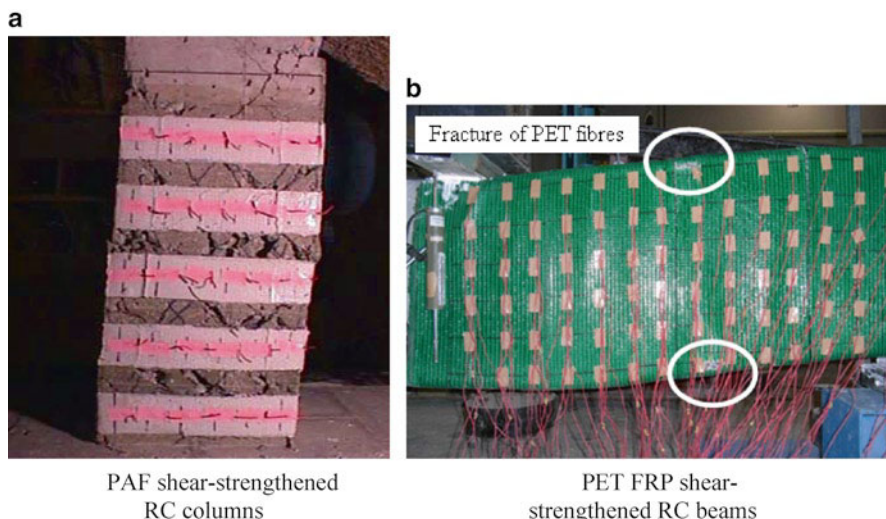 a
b
Fracture of PET fibres
PAF shear-strengthened
RC columns
PET FRP shear-
strengthened RC beams